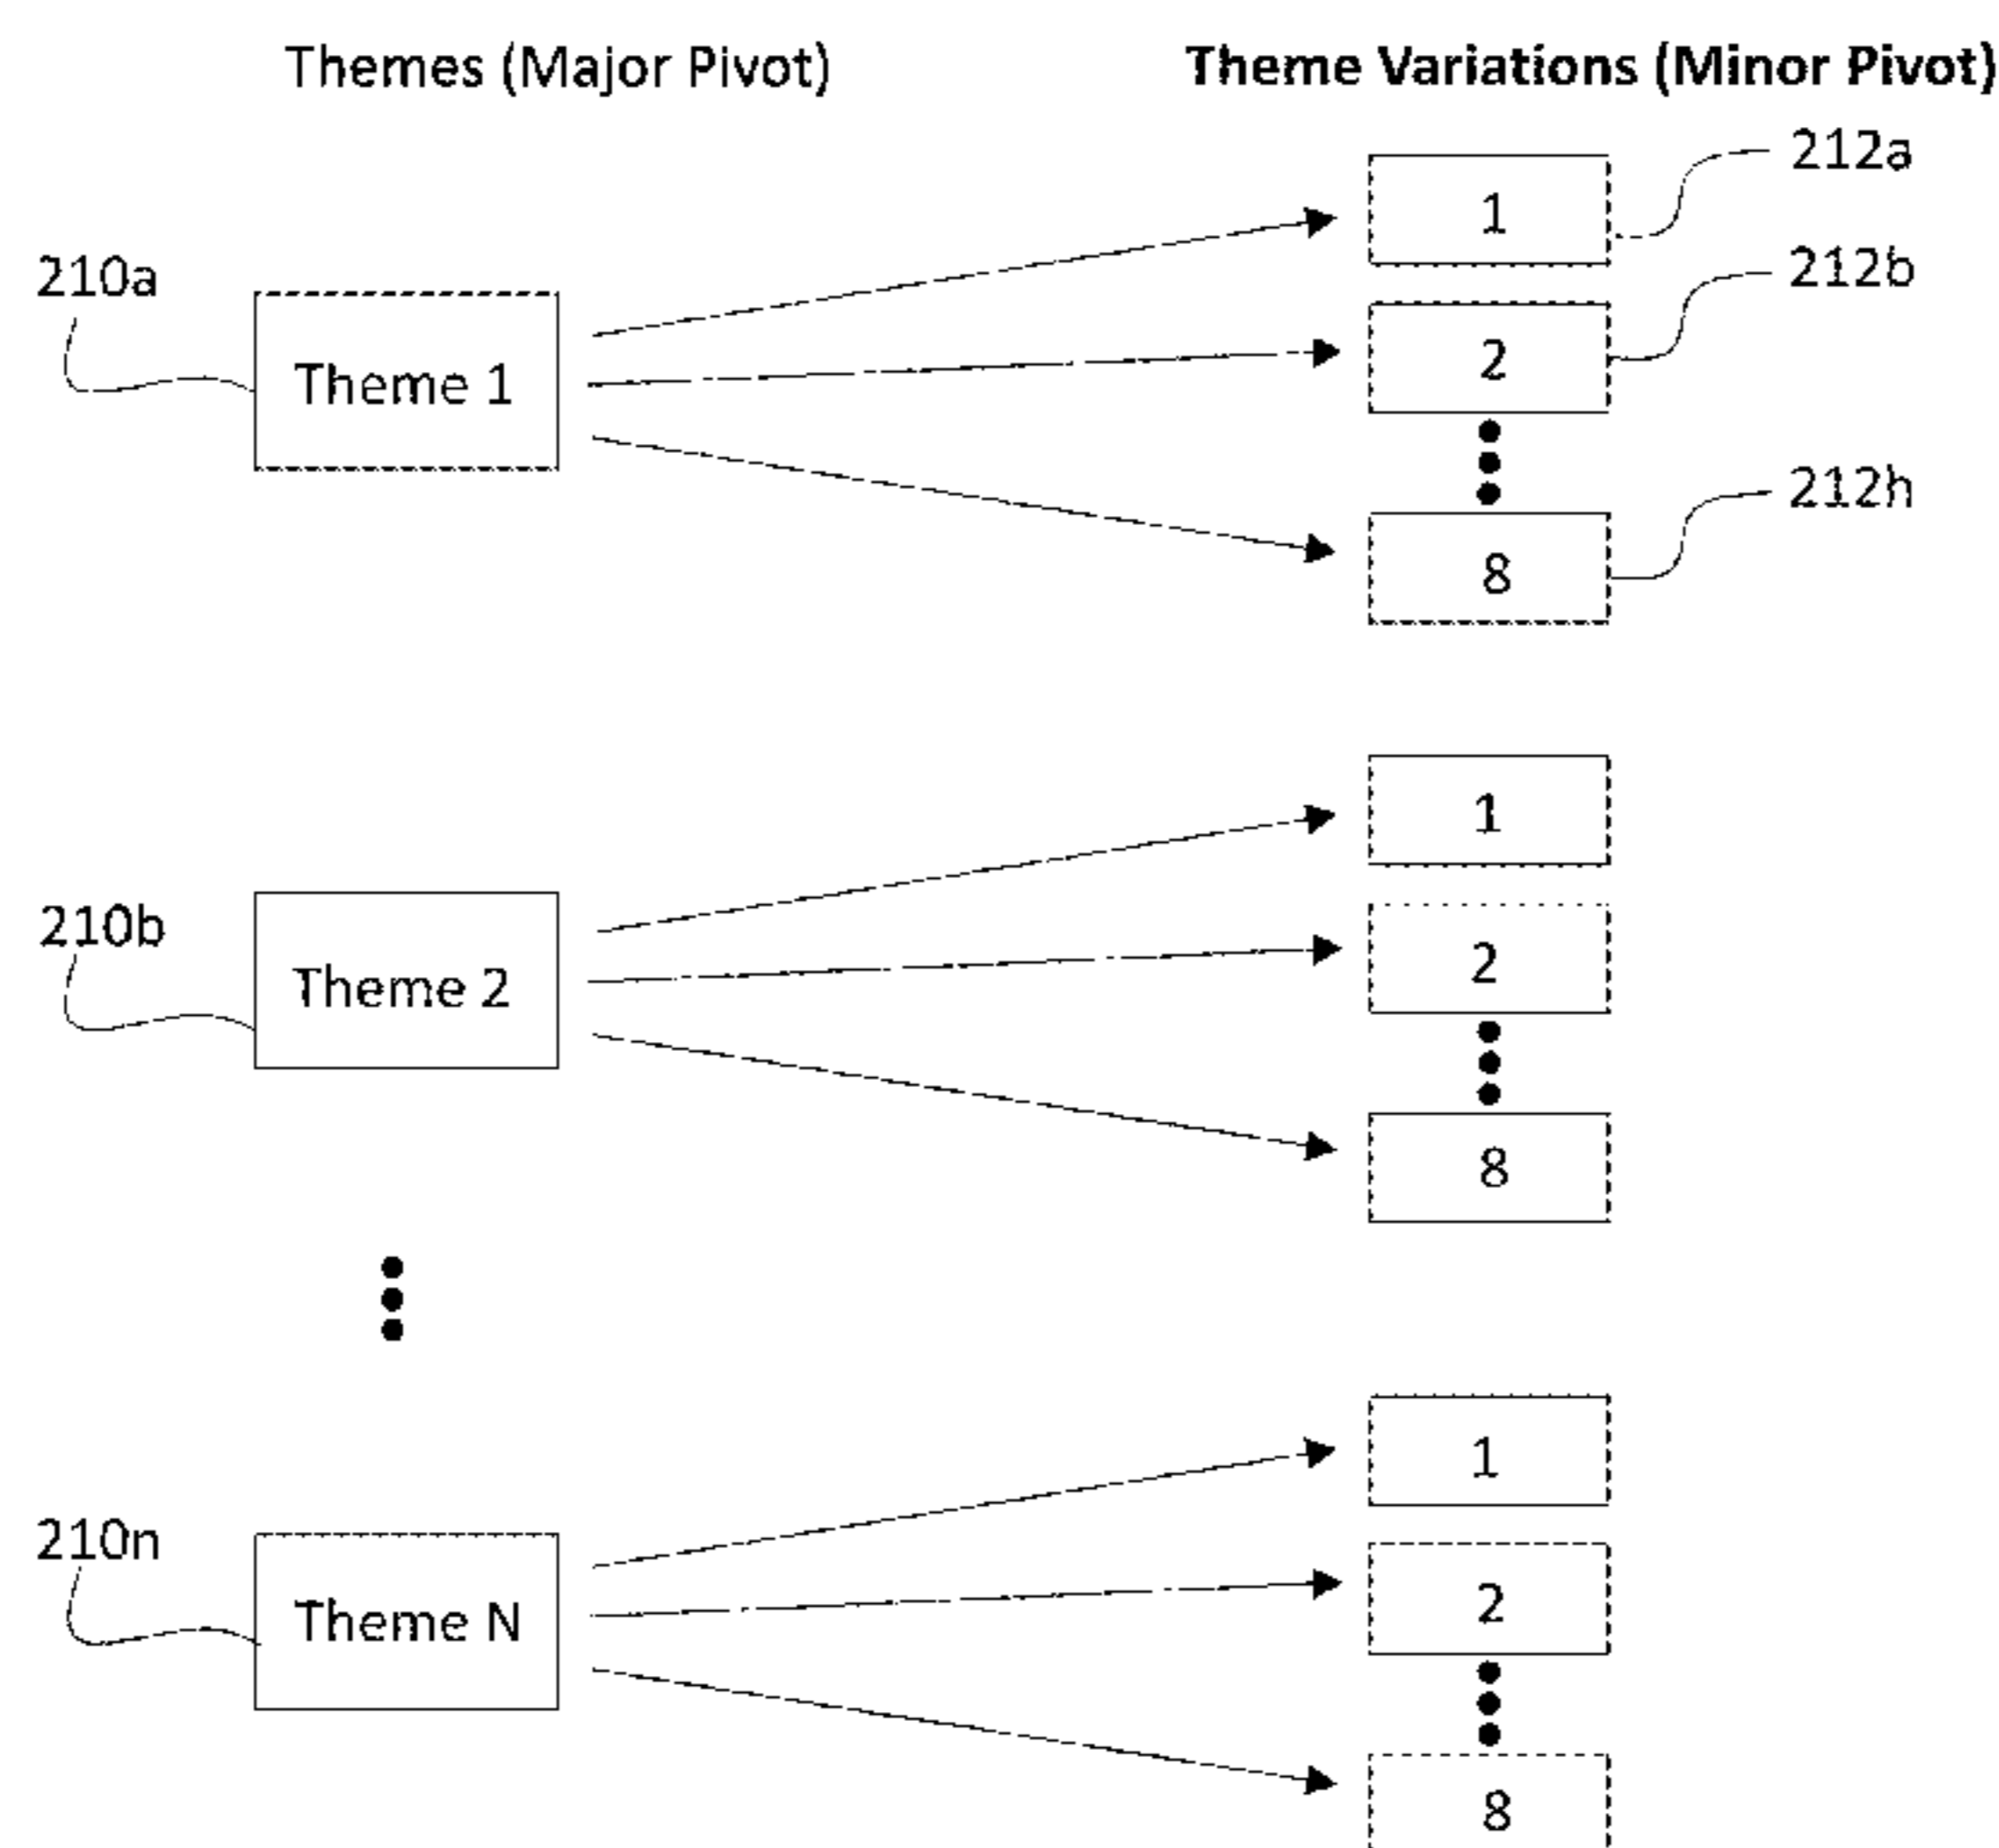 Themes (Major Pivot)
Theme Variations (Minor Pivot)
210a
Theme 1
1
212a
2
212b
8
212h
210b
Theme 2
1
2
8
210n
Theme N
1
2
8